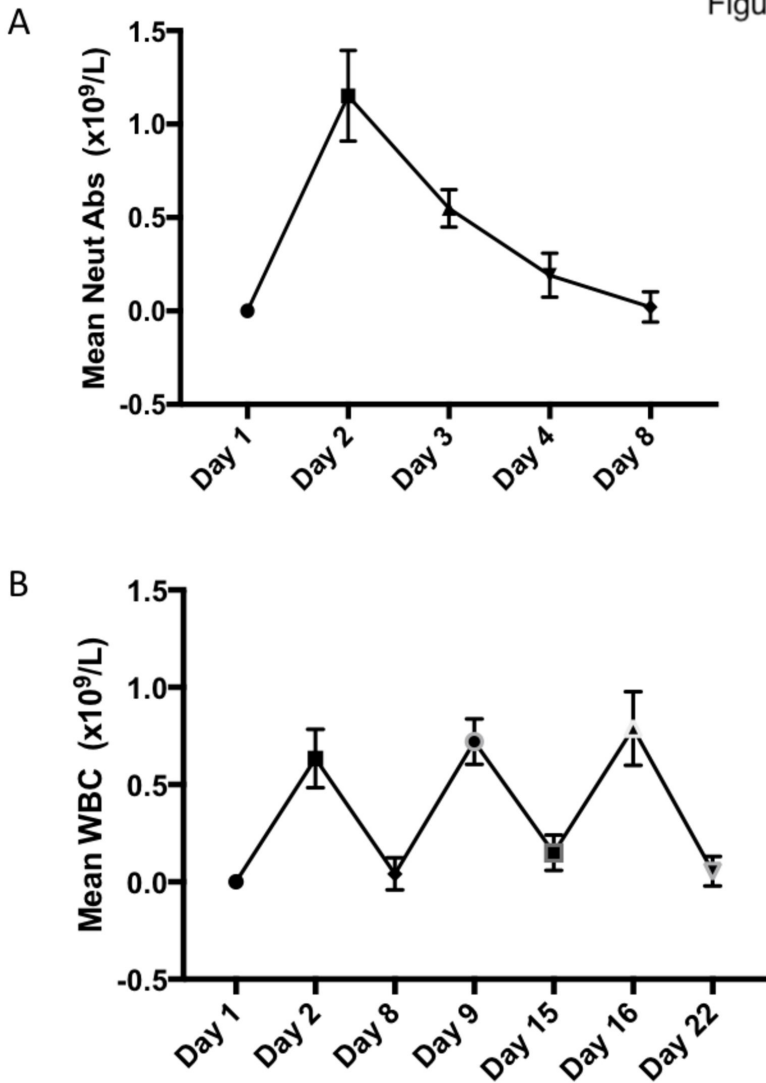 Figu
A
Mean Neut Abs (x10⁹/L)
1.5
1.0
0.5
0.0
-0.5
Day 1
Day 2
Day 3
Day 4
Day 8
B
Mean WBC (x10⁹/L)
1.5
1.0
0.5
0.0
-0.5
Day 1
Day 2
Day 8
Day 9
Day 15
Day 16
Day 22